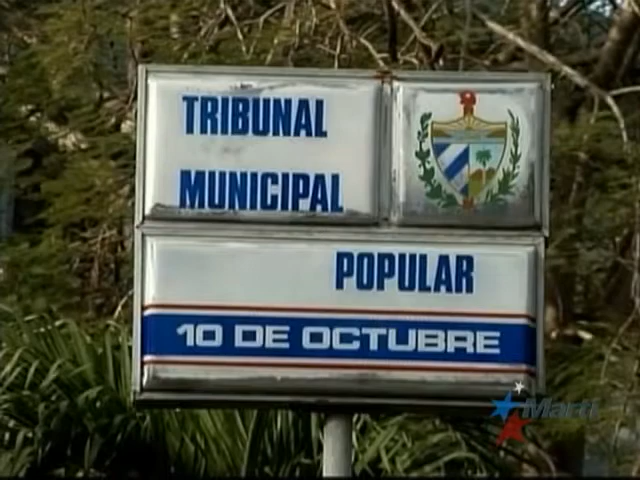 TRIBUNAL
MUNICIPAL
POPULAR
10 DE OCTUBRE
Martí